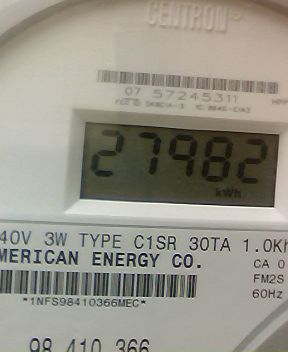 CENTRON
07 57245311
27982
kWh
40V 3W TYPE C1SR 30TA 1.0Kh
MERICAN ENERGY CO.
CA 0
FM2S
*1NFS98410366MEC*
60Hz
98 410 366